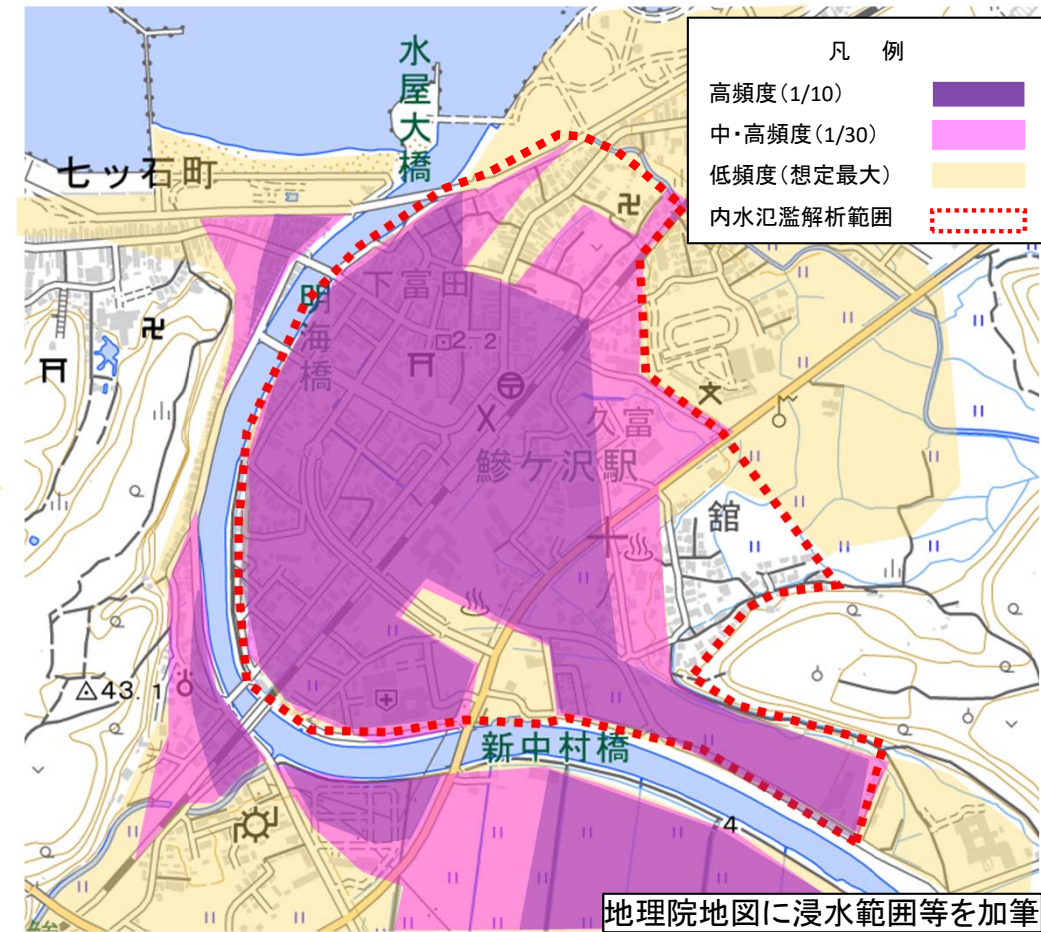 凡 例
高頻度(1/10)
中・高頻度(1/30)
低頻度(想定最大)
内水氾濫解析範囲
水屋大橋
七ッ石町
下富田
明海橋
2.2
久富
鰺ケ沢駅
舘
43.1
新中村橋
4
地理院地図に浸水範囲等を加筆